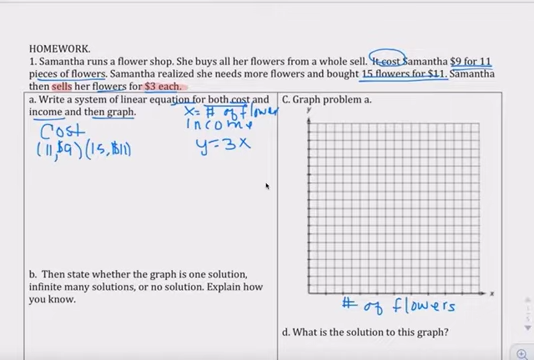 HOMEWORK.
1. Samantha runs a flower shop. She buys all her flowers from a whole sell. It cost Samantha $9 for 11
pieces of flowers. Samantha realized she needs more flowers and bought 15 flowers for $11. Samantha
then sells her flowers for $3 each.
a. Write a system of linear equation for both cost and
income and then graph.
x= # of flower
Cost
income
(11,$9) (15,$11)
y=3x
b. Then state whether the graph is one solution,
infinite many solutions, or no solution. Explain how
you know.
C. Graph problem a.
y
x
# of flowers
d. What is the solution to this graph?